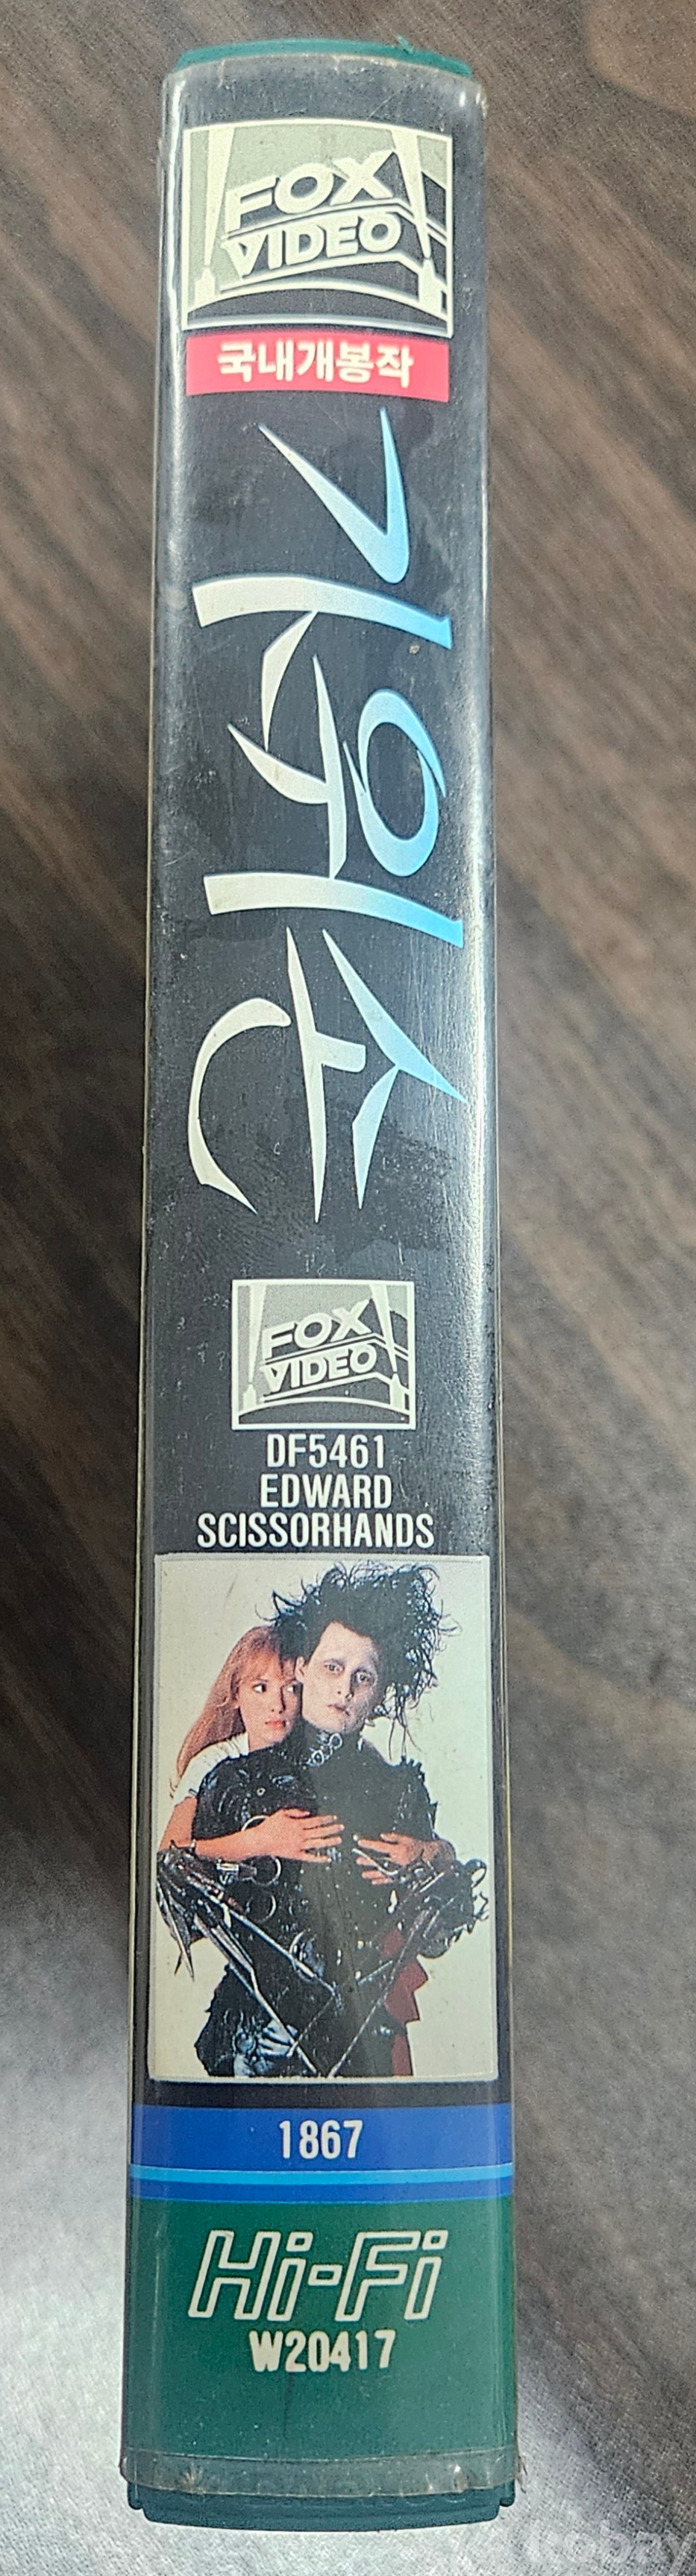 FOX
VIDEO
국내개봉작
가위손
FOX
VIDEO
DF5461
EDWARD
SCISSORHANDS
1867
Hi-Fi
W20417
kobay